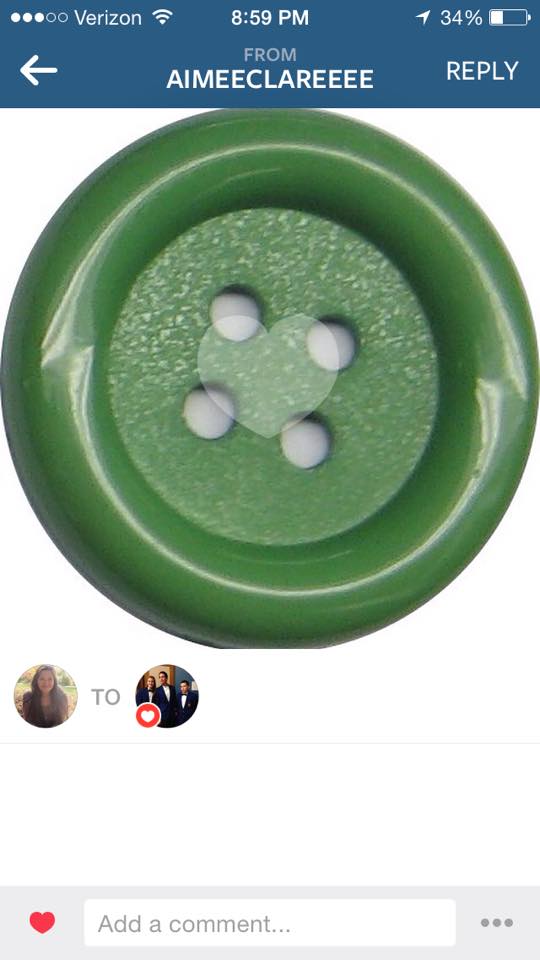 Verizon 8:59 PM 34%
FROM
AIMEECLAREEEE
REPLY
TO
Add a comment...